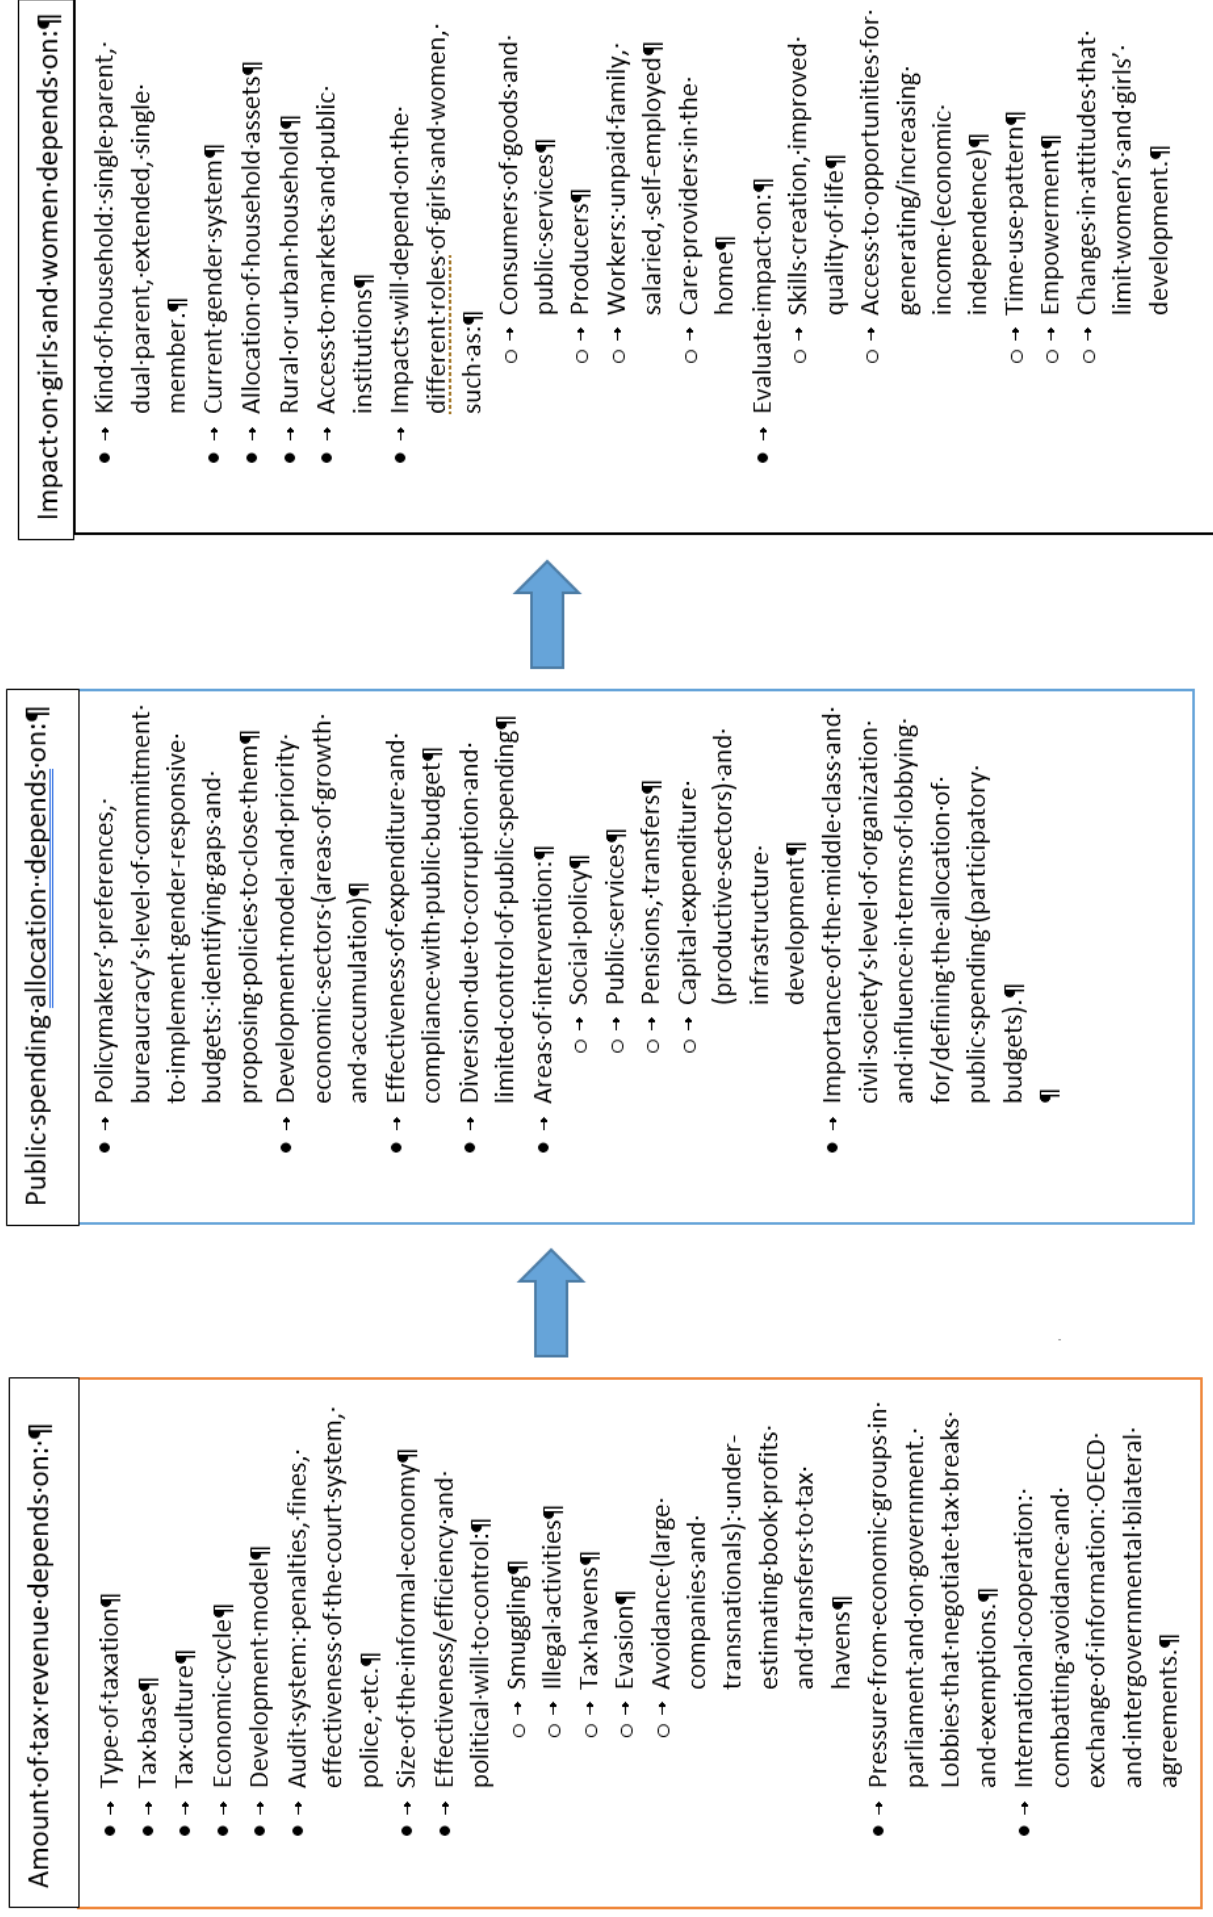 Amount·of·tax·revenue·depends·on:·¶
● → Type·of·taxation¶
● → Tax·base¶
● → Tax·culture¶
● → Economic·cycle¶
● → Development·model¶
● → Audit·system:·penalties,·fines,·
effectiveness·of·the·court·system,·
police,·etc.¶
● → Size·of·the·informal·economy¶
● → Effectiveness/efficiency·and·
political·will·to·control:¶
○ → Smuggling¶
○ → Illegal·activities¶
○ → Tax·havens¶
○ → Evasion¶
○ → Avoidance·(large·
companies·and·
transnationals):·under-
estimating·book·profits·
and·transfers·to·tax·
havens¶
● → Pressure·from·economic·groups·in·
parliament·and·on·government.·
Lobbies·that·negotiate·tax·breaks·
and·exemptions.¶
● → International·cooperation:·
combatting·avoidance·and·
exchange·of·information:·OECD·
and·intergovernmental·bilateral·
agreements.¶
Public·spending·allocation··depends·on:¶
● → Policymakers'·preferences,·
bureaucracy's·level·of·commitment·
to·implement·gender-responsive·
budgets:·identifying·gaps·and·
proposing·policies·to·close·them¶
● → Development·model·and·priority·
economic·sectors·(areas·of·growth·
and·accumulation)¶
● → Effectiveness·of·expenditure·and·
compliance·with·public·budget¶
● → Diversion·due·to·corruption·and·
limited·control·of·public·spending¶
● → Areas·of·intervention:¶
○ → Social·policy¶
○ → Public·services¶
○ → Pensions,·transfers¶
○ → Capital·expenditure·
(productive·sectors)·and·
infrastructure·
development¶
● → Importance·of·the·middle·class·and·
civil·society's·level·of·organization·
and·influence·in·terms·of·lobbying·
for/defining·the·allocation·of·
public·spending·(participatory·
budgets).¶
¶
Impact·on·girls·and·women·depends·on:¶
● → Kind·of·household:·single·parent,·
dual·parent,·extended,·single·
member.¶
● → Current·gender·system¶
● → Allocation·of·household·assets¶
● → Rural·or·urban·household¶
● → Access·to·markets·and·public·
institutions¶
● → Impacts·will·depend·on·the·
different·roles·of·girls·and·women,·
such·as:¶
○ → Consumers·of·goods·and·
public·services¶
○ → Producers¶
○ → Workers:·unpaid·family,·
salaried,·self-employed¶
○ → Care·providers·in·the·
home¶
● → Evaluate·impact·on:¶
○ → Skills·creation,·improved·
quality·of·life¶
○ → Access·to·opportunities·for·
generating/increasing·
income·(economic·
independence)¶
○ → Time·use·pattern¶
○ → Empowerment¶
○ → Changes·in·attitudes·that·
limit·women's·and·girls'·
development.¶